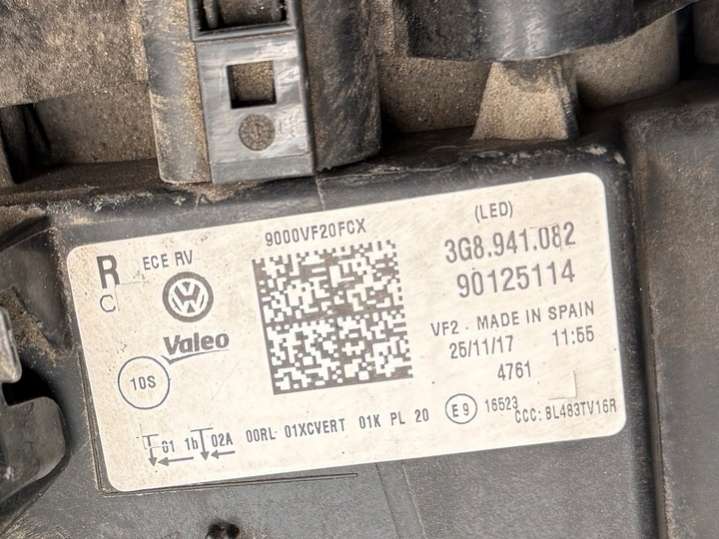 9000VF20FCX
(LED)
R ECE RV
C
3G8.941.082
90125114
VW
Valeo
VF2 - MADE IN SPAIN
25/11/17 11:55
4761
10S
01 1b 02A 00RL 01XCVERT 01K PL 20 E9 16523
CCC: BL483TV16R